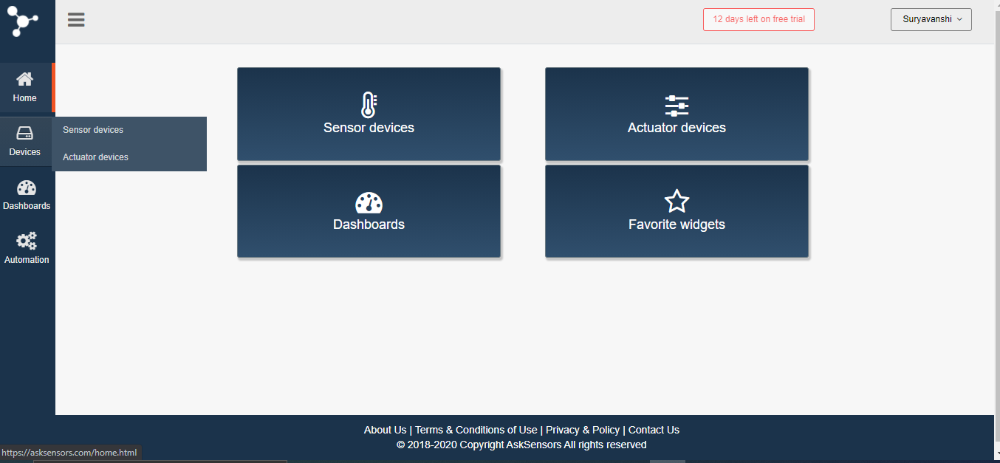 12 days left on free trial
Suryavanshi
Home
Devices
Sensor devices
Actuator devices
Dashboards
Automation
Sensor devices
Actuator devices
Dashboards
Favorite widgets
About Us | Terms & Conditions of Use | Privacy & Policy | Contact Us
© 2018-2020 Copyright AskSensors All rights reserved
https://asksensors.com/home.html